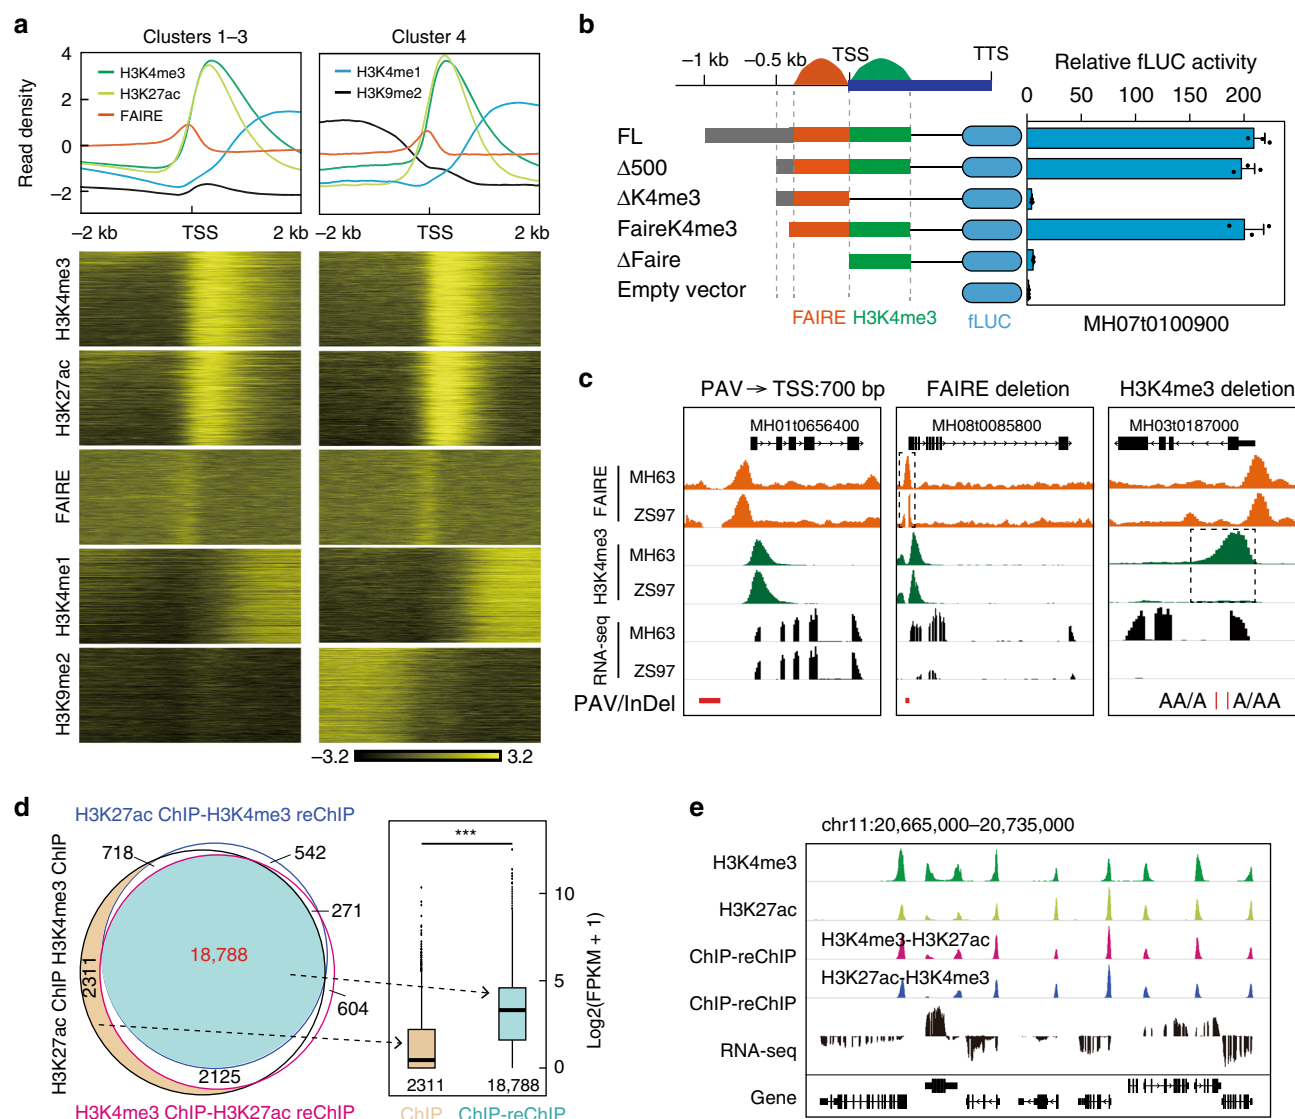 a
Clusters 1–3
Cluster 4
Read density
4
2
0
–2
H3K4me3
H3K27ac
FAIRE
H3K4me1
H3K9me2
–2 kb
TSS
2 kb
–2 kb
TSS
2 kb
H3K4me3
H3K27ac
FAIRE
H3K4me1
H3K9me2
–3.2
3.2
b
–1 kb
–0.5 kb
TSS
TTS
Relative fLUC activity
0
50
100
150
200
FL
Δ500
ΔK4me3
FaireK4me3
ΔFaire
Empty vector
FAIRE
H3K4me3
fLUC
MH07t0100900
c
PAV → TSS:700 bp
FAIRE deletion
H3K4me3 deletion
MH01t0656400
MH08t0085800
MH03t0187000
FAIRE
MH63
ZS97
H3K4me3
MH63
ZS97
RNA-seq
MH63
ZS97
PAV/InDel
AA/A
A/AA
d
H3K27ac ChIP-H3K4me3 reChIP
H3K27ac ChIP H3K4me3 ChIP
718
542
271
18,788
2311
604
2125
H3K4me3 ChIP-H3K27ac reChIP
***
10
5
0
Log2(FPKM + 1)
2311
18,788
ChIP
ChIP-reChIP
e
chr11:20,665,000–20,735,000
H3K4me3
H3K27ac
H3K4me3-H3K27ac
ChIP-reChIP
H3K27ac-H3K4me3
ChIP-reChIP
RNA-seq
Gene